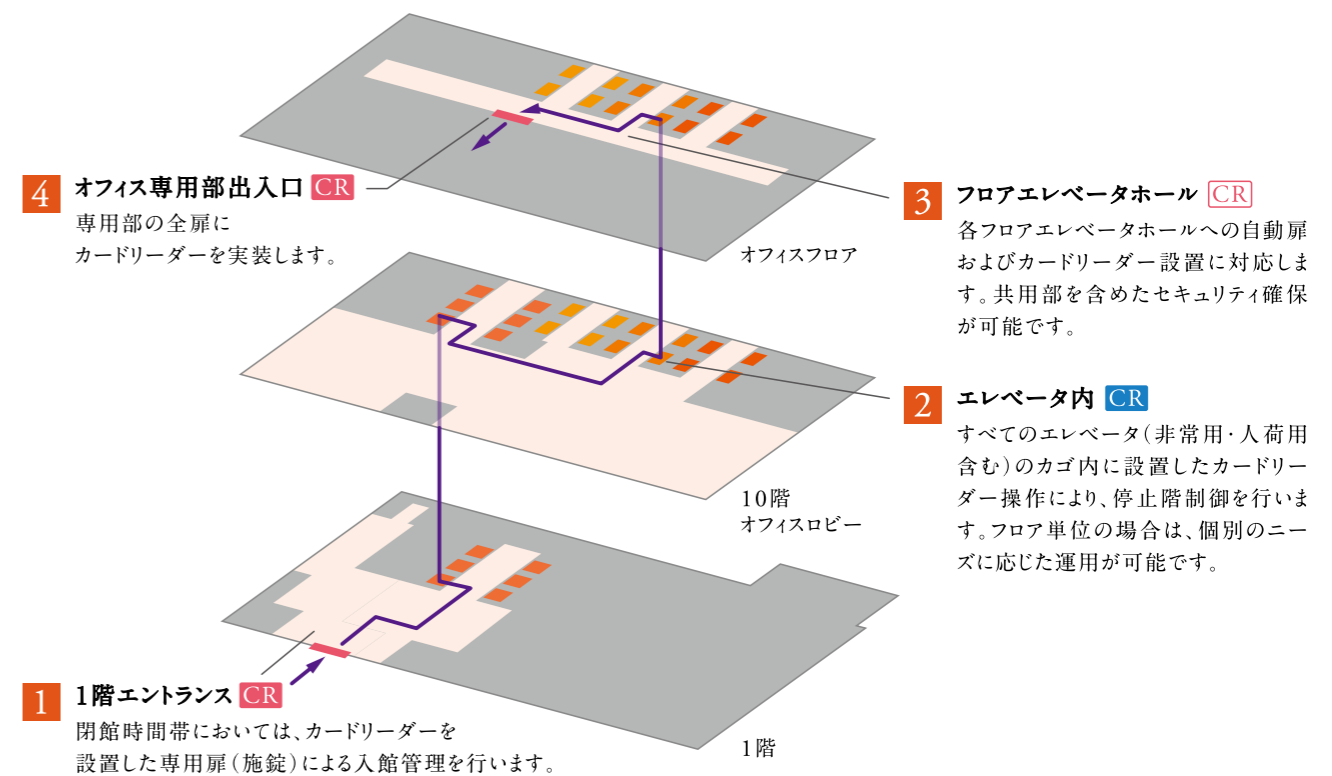 4 オフィス専用部出入口 CR
専用部の全扉に
カードリーダーを実装します。
オフィスフロア
3 フロアエレベータホール CR
各フロアエレベータホールへの自動扉
およびカードリーダー設置に対応しま
す。共用部を含めたセキュリティ確保
が可能です。
10階
オフィスロビー
2 エレベータ内 CR
すべてのエレベータ(非常用・人荷用
含む)のカゴ内に設置したカードリー
ダー操作により、停止階制御を行いま
す。フロア単位の場合は、個別のニー
ズに応じた運用が可能です。
1 1階エントランス CR
閉館時間帯においては、カードリーダーを
設置した専用扉(施錠)による入館管理を行います。
1階